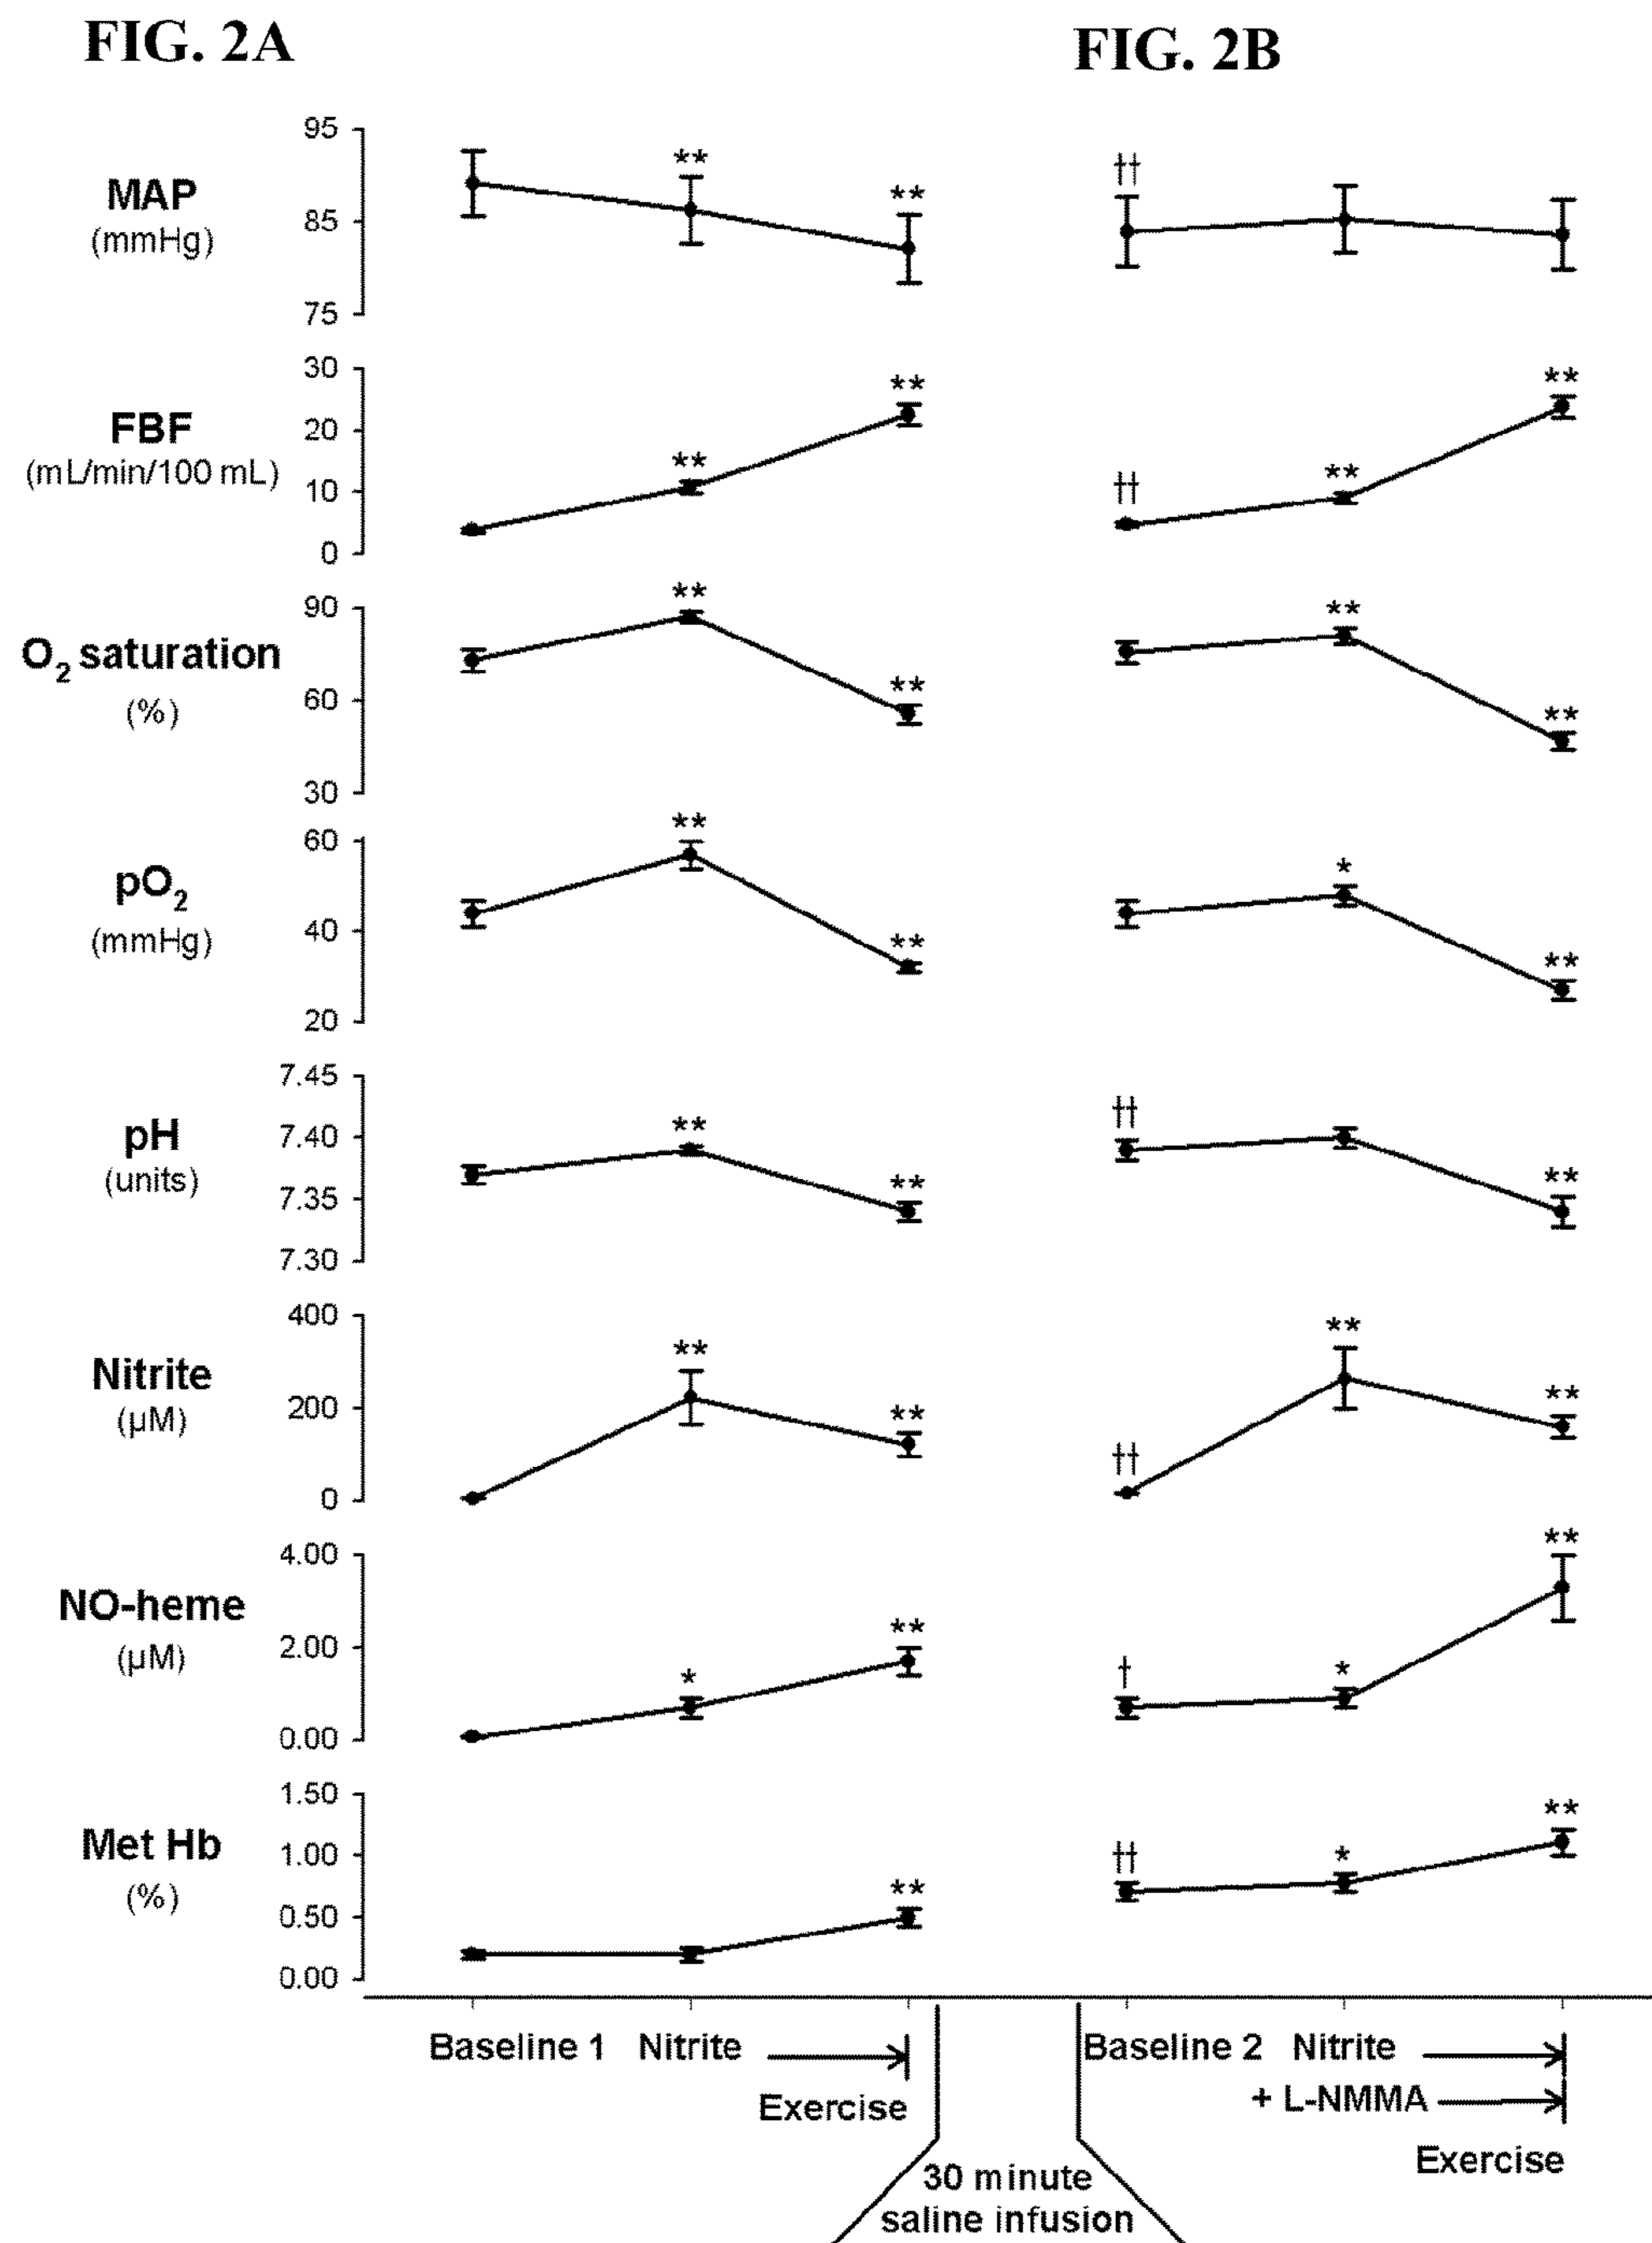 FIG. 2A
FIG. 2B
MAP
(mmHg)
95
85
75
**
**
††
FBF
(mL/min/100 mL)
30
20
10
0
**
**
††
**
**
O2 saturation
(%)
90
60
30
**
**
**
**
pO2
(mmHg)
60
40
20
**
**
*
**
pH
(units)
7.45
7.40
7.35
7.30
**
**
††
**
Nitrite
(µM)
400
200
0
**
**
††
**
**
NO-heme
(µM)
4.00
2.00
0.00
*
**
†
*
**
Met Hb
(%)
1.50
1.00
0.50
0.00
**
††
*
**
Baseline 1 Nitrite
Exercise
Baseline 2 Nitrite
+ L-NMMA
Exercise
30 minute
saline infusion